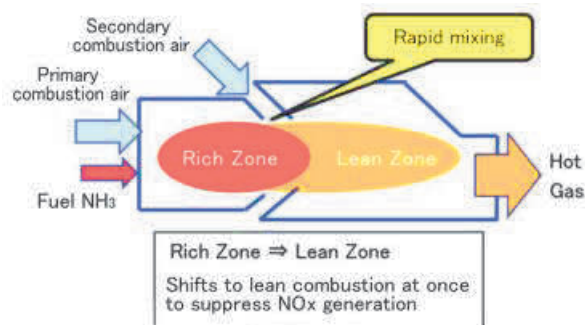 Secondary
combustion air
Rapid mixing
Primary
combustion air
Rich Zone
Lean Zone
Fuel NH₃
Hot
Gas
Rich Zone ⇒ Lean Zone
Shifts to lean combustion at once
to suppress NOx generation